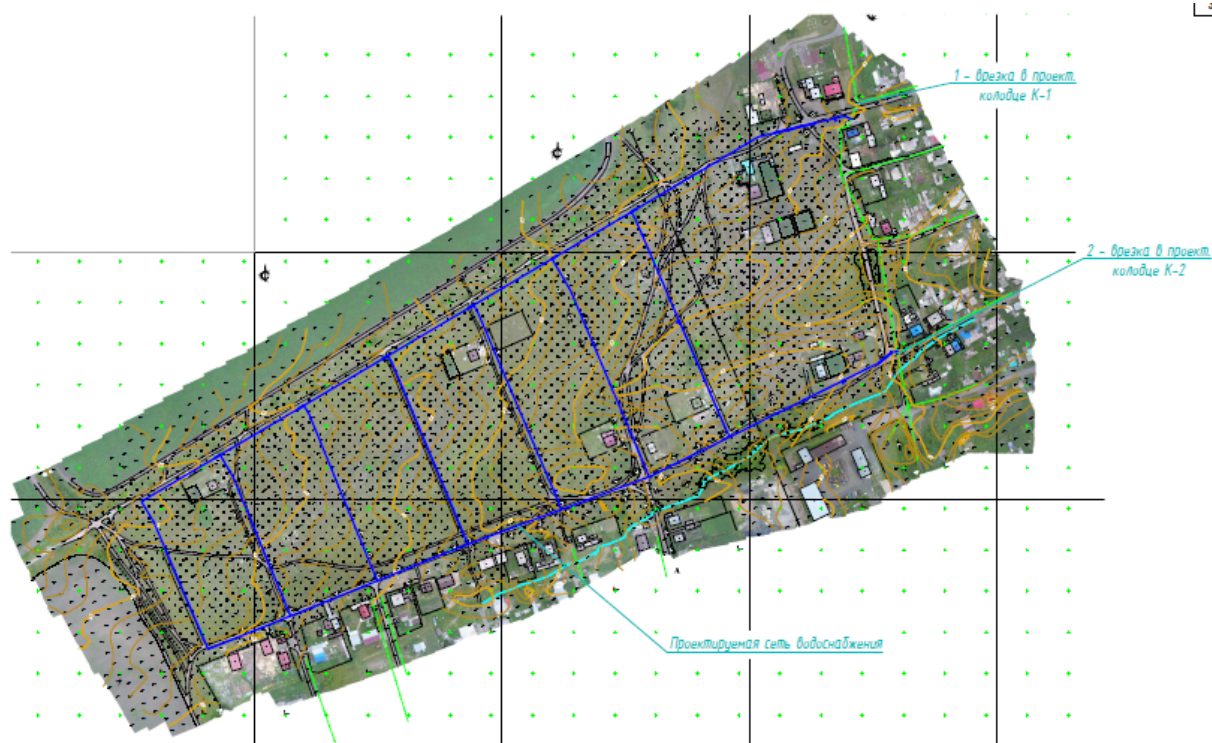 1 - врезка в проект.
колодце К-1
2 - врезка в проект.
колодце К-2
Проектируемая сеть водоснабжения